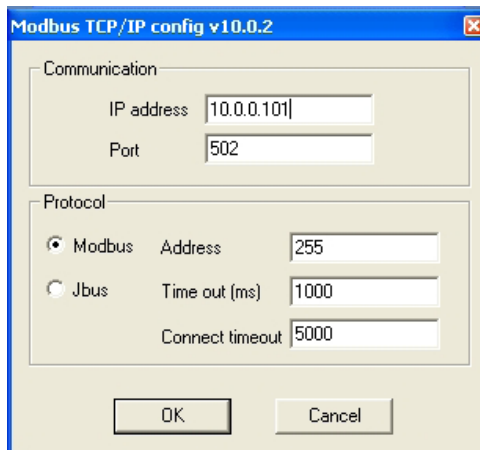 Modbus TCP/IP config v10.0.2
Communication
IP address 10.0.0.101
Port 502
Protocol
Modbus Address 255
Jbus Time out (ms) 1000
Connect timeout 5000
OK Cancel